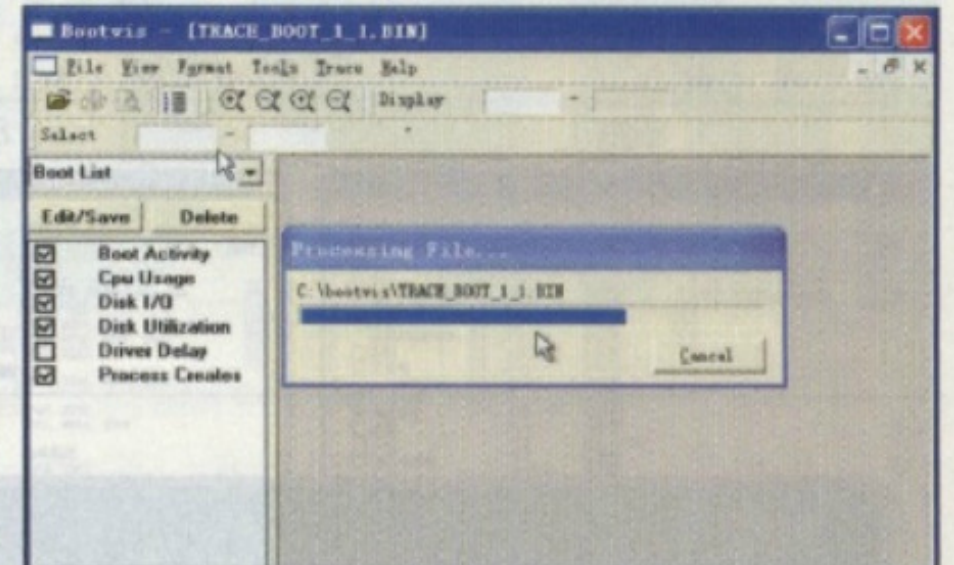 Bootvis - [TRACE_BOOT_1_1.BIN]
File View Format Tools Trace Help
Display -
Select -
Boot List
Edit/Save Delete
Boot Activity
Cpu Usage
Disk I/O
Disk Utilization
Driver Delay
Process Creates
Processing File...
C:\bootvis\TRACE_BOOT_1_1.BIN
Cancel